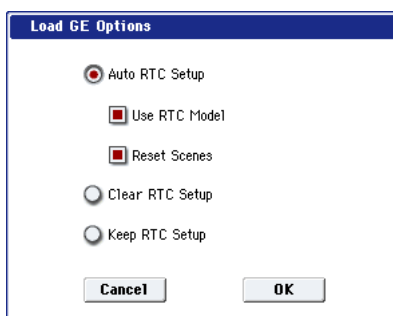 Load GE Options
Auto RTC Setup
Use RTC Model
Reset Scenes
Clear RTC Setup
Keep RTC Setup
Cancel OK